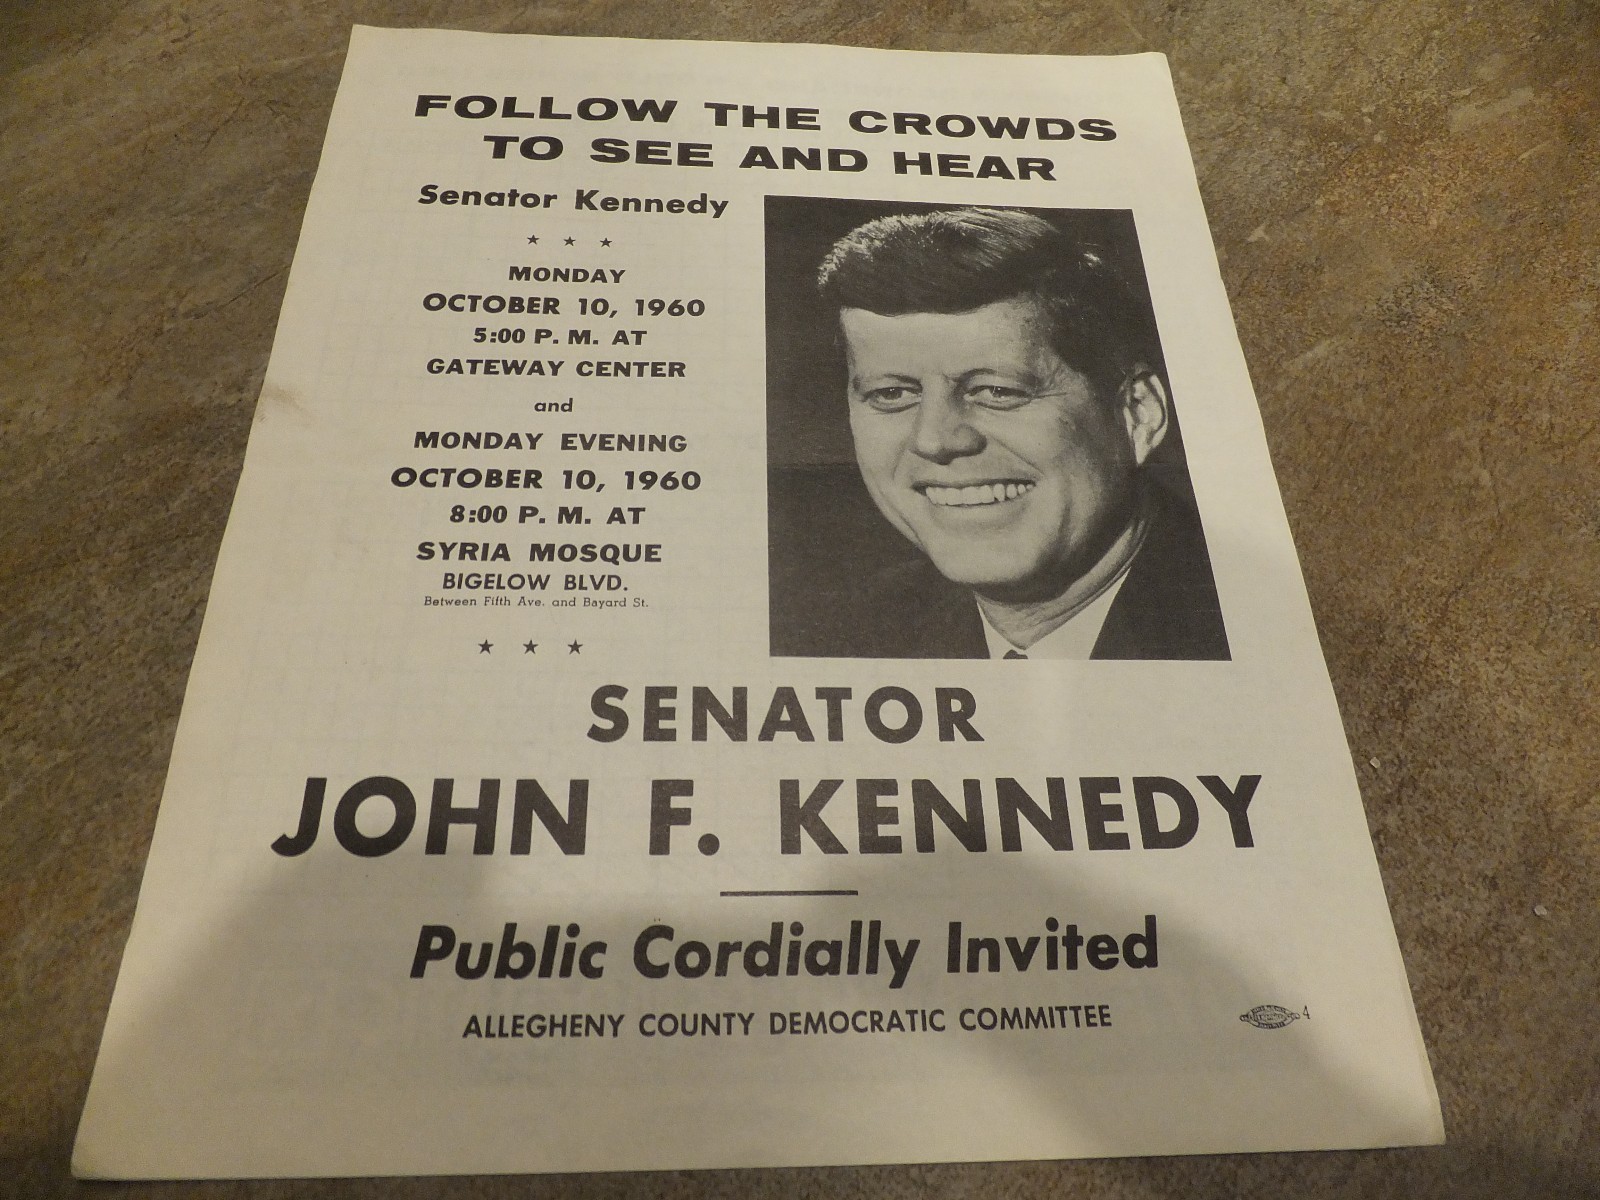 FOLLOW THE CROWDS
TO SEE AND HEAR
Senator Kennedy
★ ★ ★
MONDAY
OCTOBER 10, 1960
5:00 P. M. AT
GATEWAY CENTER
and
MONDAY EVENING
OCTOBER 10, 1960
8:00 P. M. AT
SYRIA MOSQUE
BIGELOW BLVD.
Between Fifth Ave. and Bayard St.
★ ★ ★
SENATOR
JOHN F. KENNEDY
Public Cordially Invited
ALLEGHENY COUNTY DEMOCRATIC COMMITTEE
4